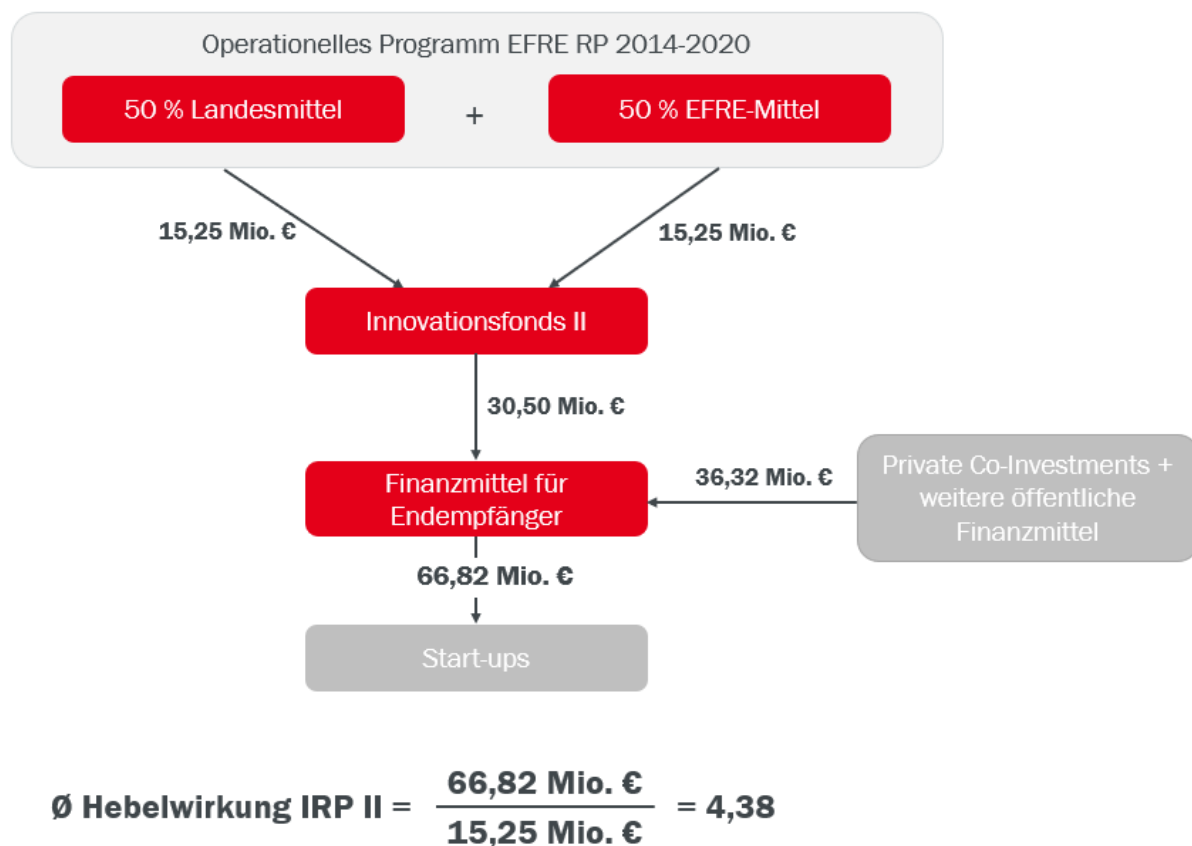 Operationelles Programm EFRE RP 2014-2020
50 % Landesmittel
+
50 % EFRE-Mittel
15,25 Mio. €
15,25 Mio. €
Innovationsfonds II
30,50 Mio. €
Finanzmittel für
Endempfänger
36,32 Mio. €
Private Co-Investments +
weitere öffentliche
Finanzmittel
66,82 Mio. €
Start-ups
Ø Hebelwirkung IRP II = 66,82 Mio. € = 4,38
15,25 Mio. €